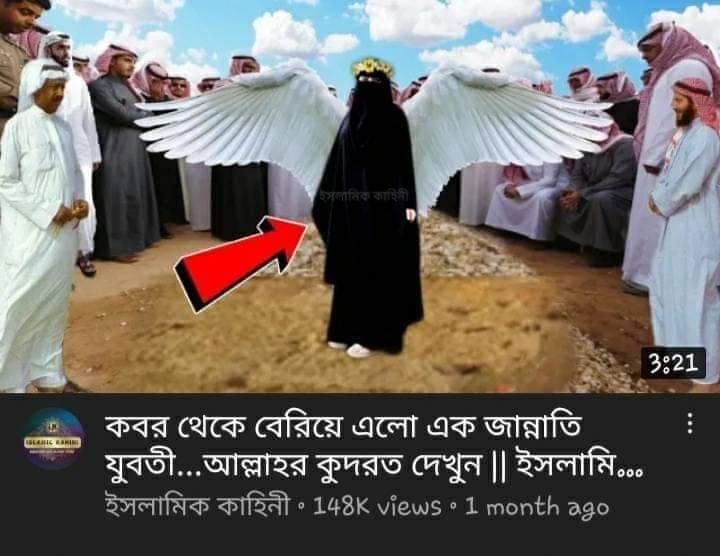 ইসলামিক কাহিনী
3:21
ISLAMIC KAHINI
কবর থেকে বেরিয়ে এলো এক জান্নাতি
যুবতী...আল্লাহর কুদরত দেখুন || ইসলামি...
ইসলামিক কাহিনী • 148K views • 1 month ago